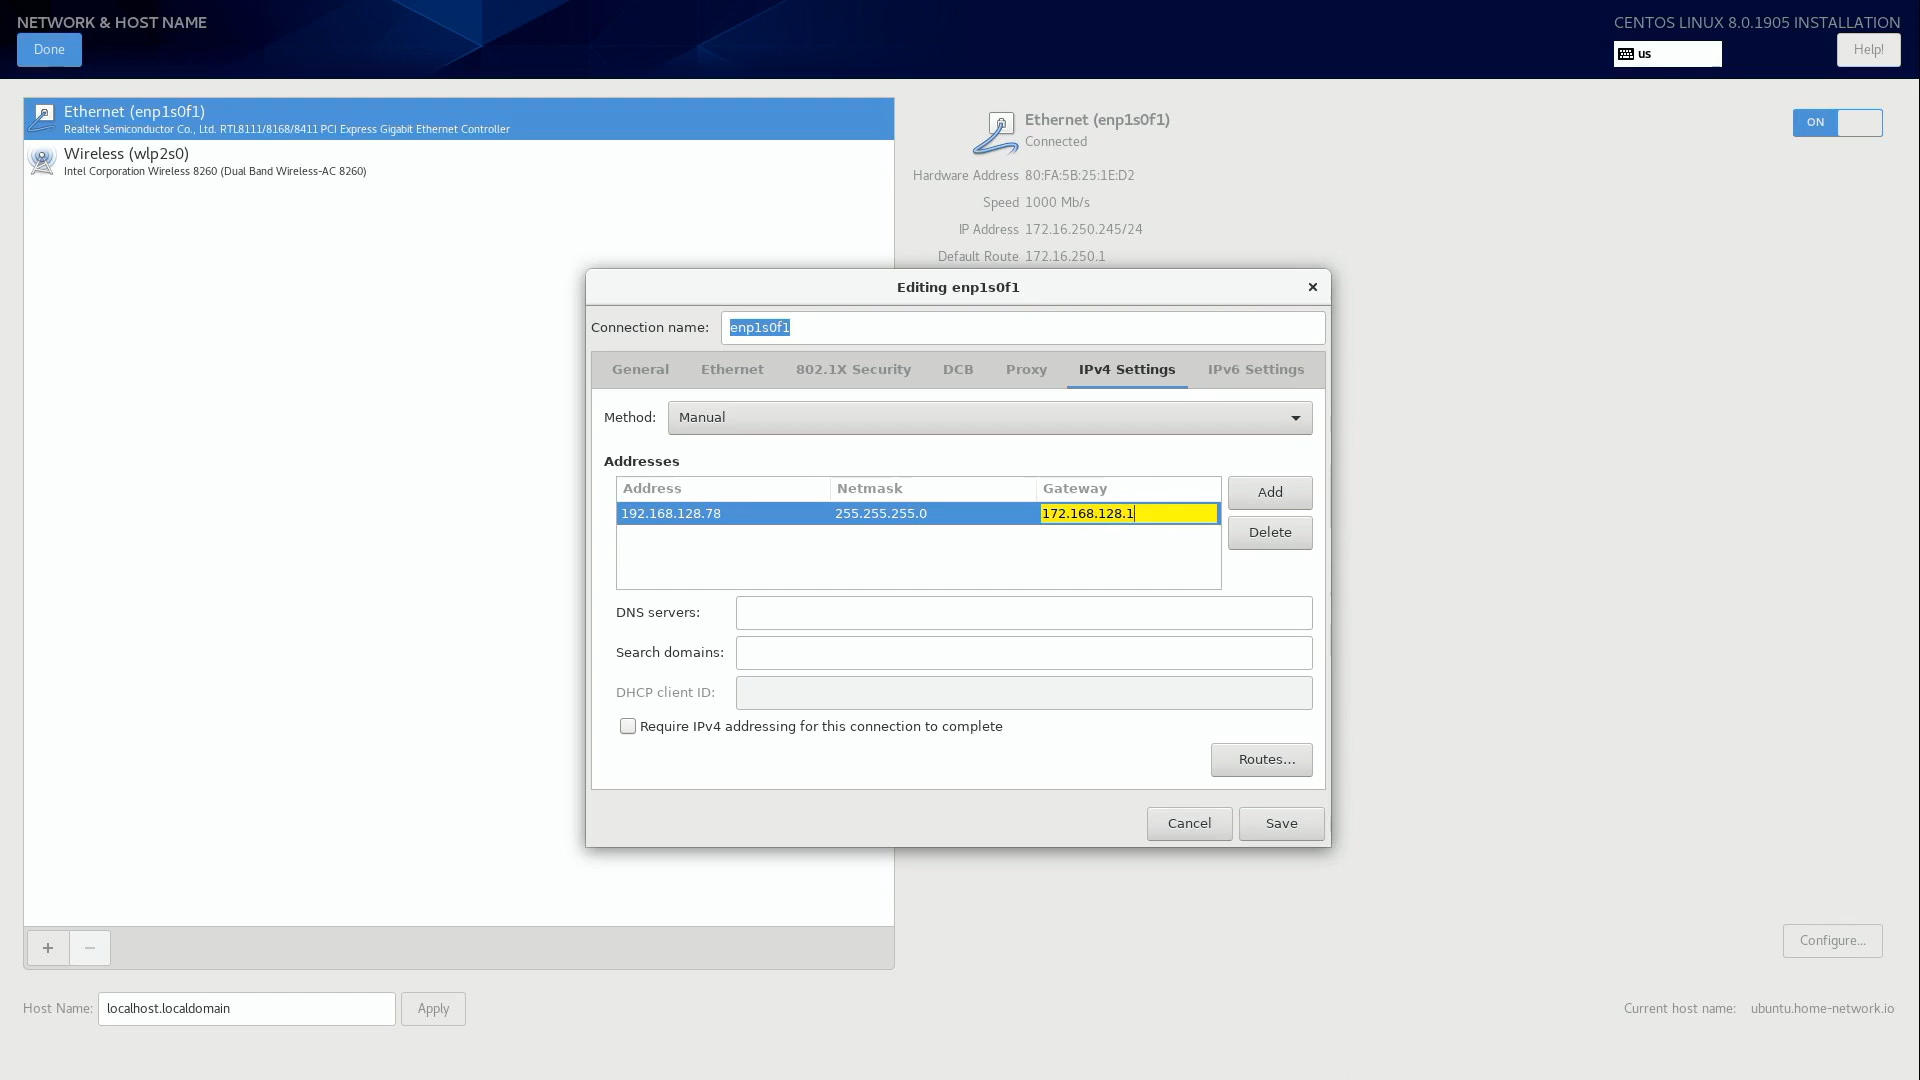 NETWORK & HOST NAME
CENTOS LINUX 8.0.1905 INSTALLATION
Done
us
Help!
Ethernet (enp1s0f1)
Realtek Semiconductor Co., Ltd. RTL8111/8168/8411 PCI Express Gigabit Ethernet Controller
Wireless (wlp2s0)
Intel Corporation Wireless 8260 (Dual Band Wireless-AC 8260)
Ethernet (enp1s0f1)
Connected
ON
Hardware Address 80:FA:5B:25:1E:D2
Speed 1000 Mb/s
IP Address 172.16.250.245/24
Default Route 172.16.250.1
Editing enp1s0f1
Connection name: enp1s0f1
General Ethernet 802.1X Security DCB Proxy IPv4 Settings IPv6 Settings
Method: Manual
Addresses
Address Netmask Gateway
192.168.128.78 255.255.255.0 172.168.128.1
Add
Delete
DNS servers:
Search domains:
DHCP client ID:
Require IPv4 addressing for this connection to complete
Routes...
Cancel Save
Configure...
Host Name: localhost.localdomain Apply
Current host name: ubuntu.home-network.io